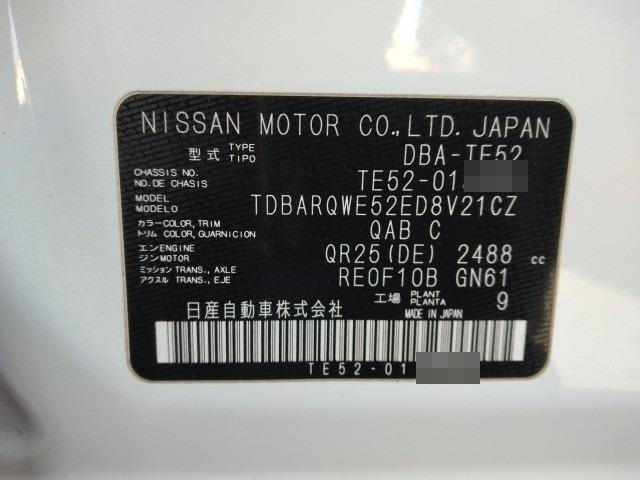 NISSAN MOTOR CO.,LTD. JAPAN
型式 TYPE TIPO DBA-TE52
CHASSIS NO. NO. DE CHASIS TE52-01
MODEL MODELO TDBARQWE52ED8V21CZ
カラー COLOR, TRIM トリム COLOR, GUARNICION QAB C
エンENGINE ジンMOTOR QR25(DE) 2488 cc
ミッション TRANS., AXLE アクスル TRANS., EJE RE0F10B GN61
工場 PLANT PLANTA 9
日産自動車株式会社 MADE IN JAPAN
TE52-01